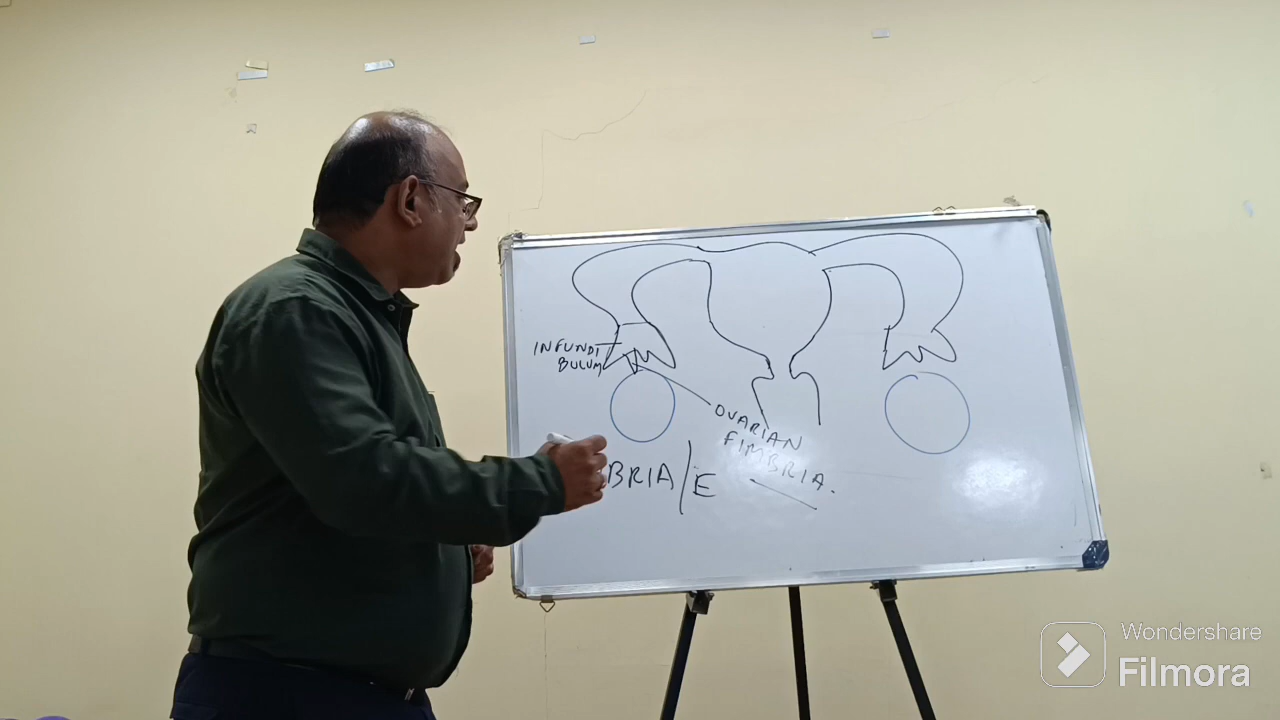 INFUNDI
BULUM
OVARIAN
FIMBRIA.
BRIA/E
Wondershare
Filmora